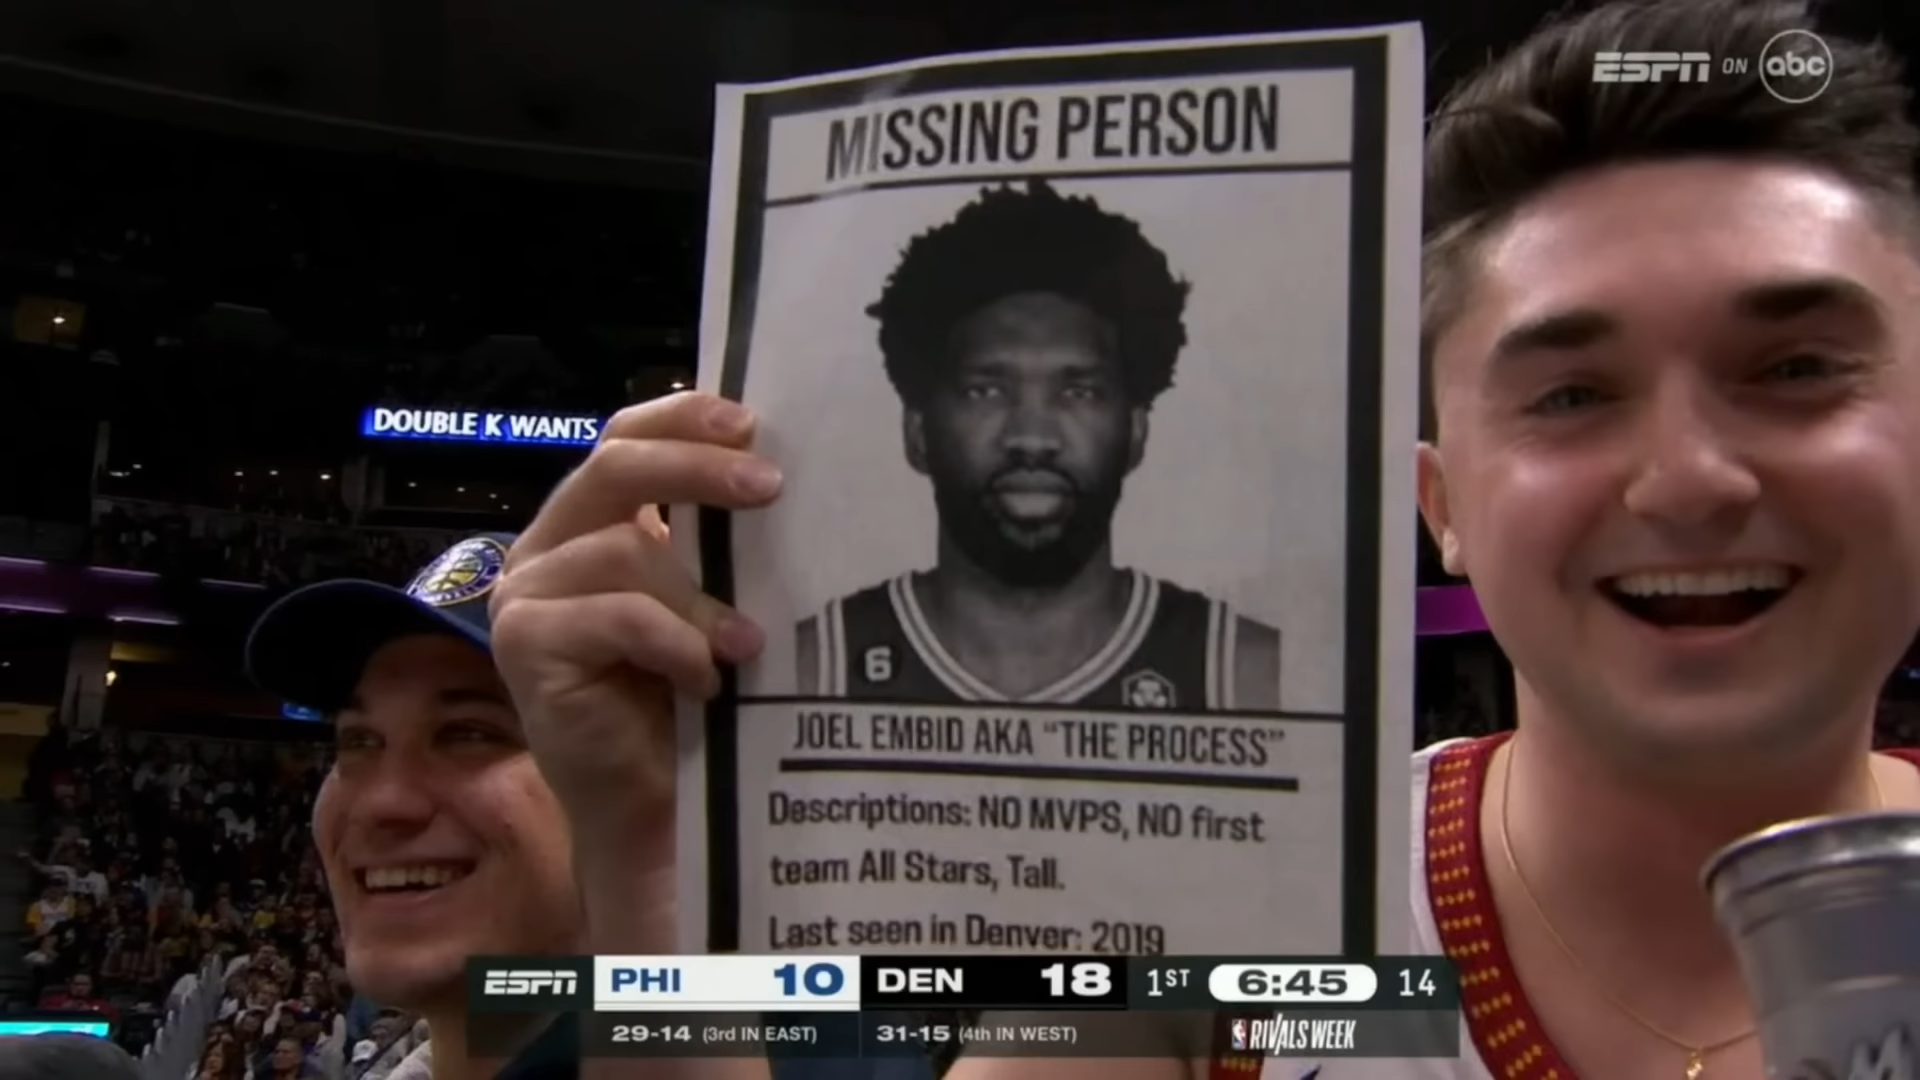 ESPN ON abc
MISSING PERSON
DOUBLE K WANTS
6
JOEL EMBID AKA "THE PROCESS"
Descriptions: NO MVPS, NO first
team All Stars, Tall.
Last seen in Denver: 2019
ESPN PHI 10 DEN 18 1ST 6:45 14
29-14 (3rd IN EAST) 31-15 (4th IN WEST) NBA RIVALS WEEK